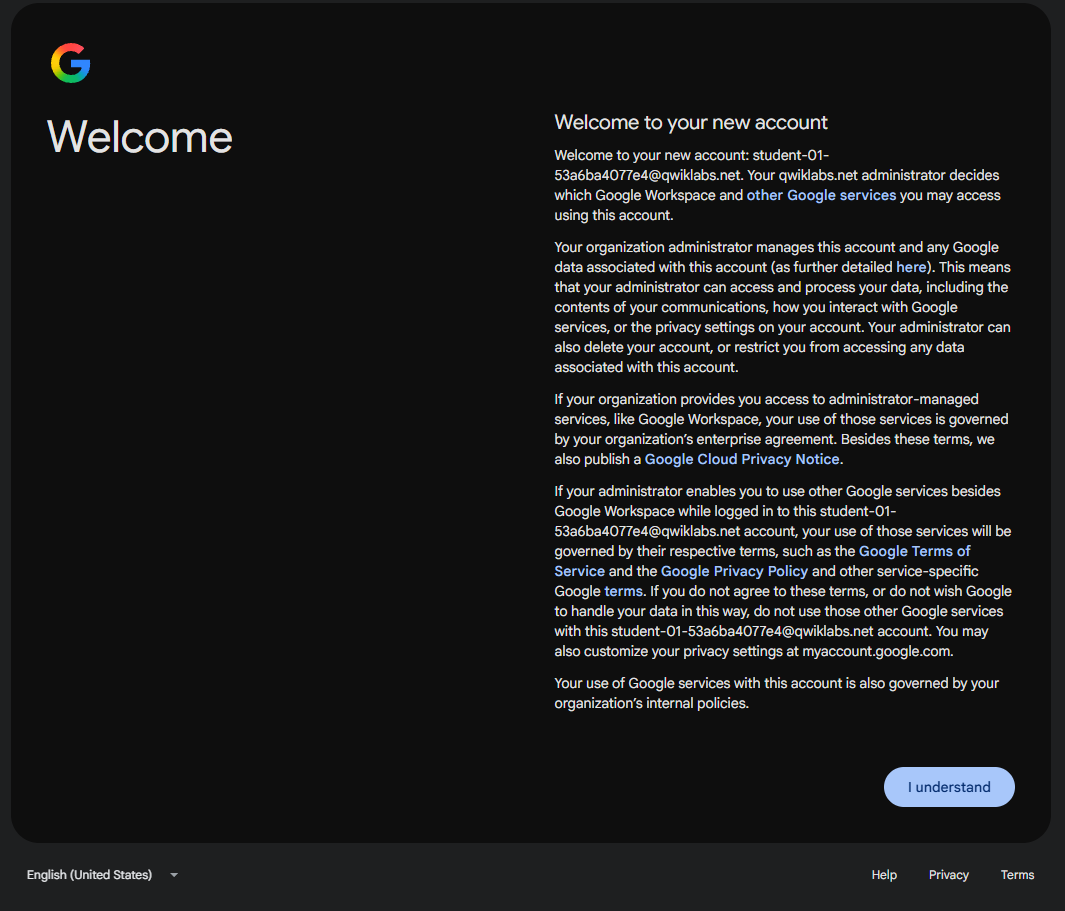 Welcome
Welcome to your new account
Welcome to your new account: student-01-
53a6ba4077e4@qwiklabs.net. Your qwiklabs.net administrator decides
which Google Workspace and other Google services you may access
using this account.
Your organization administrator manages this account and any Google
data associated with this account (as further detailed here). This means
that your administrator can access and process your data, including the
contents of your communications, how you interact with Google
services, or the privacy settings on your account. Your administrator can
also delete your account, or restrict you from accessing any data
associated with this account.
If your organization provides you access to administrator-managed
services, like Google Workspace, your use of those services is governed
by your organization’s enterprise agreement. Besides these terms, we
also publish a Google Cloud Privacy Notice.
If your administrator enables you to use other Google services besides
Google Workspace while logged in to this student-01-
53a6ba4077e4@qwiklabs.net account, your use of those services will be
governed by their respective terms, such as the Google Terms of
Service and the Google Privacy Policy and other service-specific
Google terms. If you do not agree to these terms, or do not wish Google
to handle your data in this way, do not use those other Google services
with this student-01-53a6ba4077e4@qwiklabs.net account. You may
also customize your privacy settings at myaccount.google.com.
Your use of Google services with this account is also governed by your
organization’s internal policies.
I understand
English (United States)
Help Privacy Terms